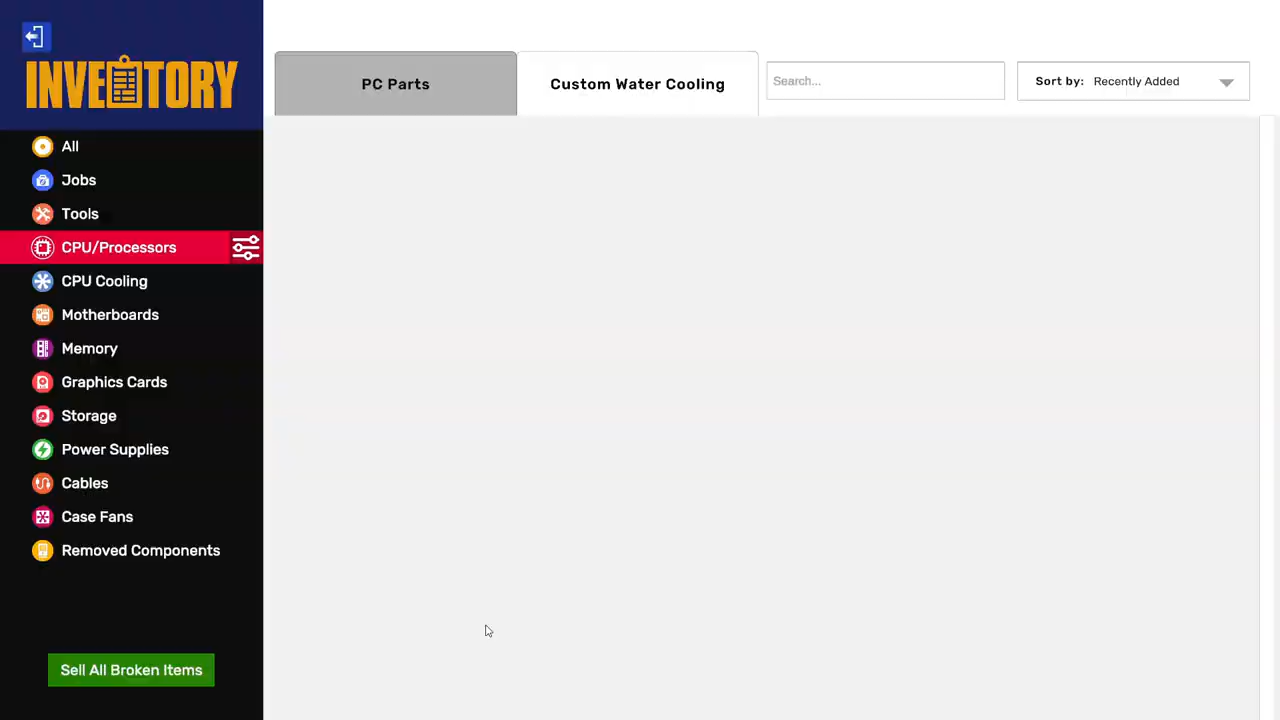 INVENTORY
PC Parts
Custom Water Cooling
Search...
Sort by: Recently Added
All
Jobs
Tools
CPU/Processors
CPU Cooling
Motherboards
Memory
Graphics Cards
Storage
Power Supplies
Cables
Case Fans
Removed Components
Sell All Broken Items